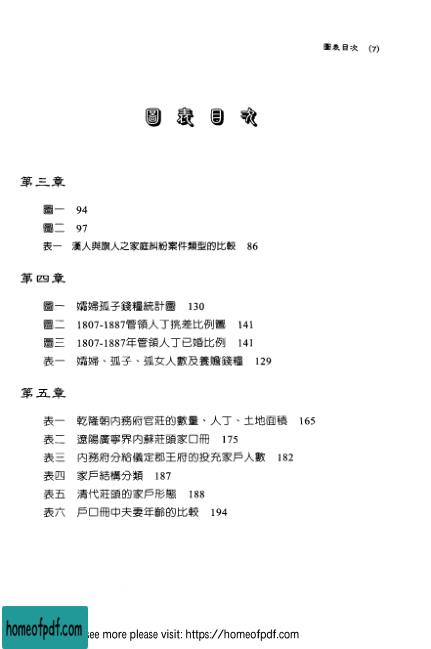 圖表目次 (7)
圖表目次
第三章
圖一 94
圖二 97
表一 漢人與旗人之家庭糾紛案件類型的比較 86
第四章
圖一 孀婦孤子錢糧統計圖 130
圖二 1807-1887管領人丁挑差比例圖 141
圖三 1807-1887年管領人丁已婚比例 141
表一 孀婦、孤子、孤女人數及養贍錢糧 129
第五章
表一 乾隆朝內務府官莊的數量、人丁、土地面積 165
表二 遼陽廣寧界內蘇莊頭家口冊 175
表三 內務府分給儀定郡王府的投充家戶人數 182
表四 家戶結構分類 187
表五 清代莊頭的家戶形態 188
表六 戶口冊中夫妻年齡的比較 194
homeofpdf.com
see more please visit: https://homeofpdf.com